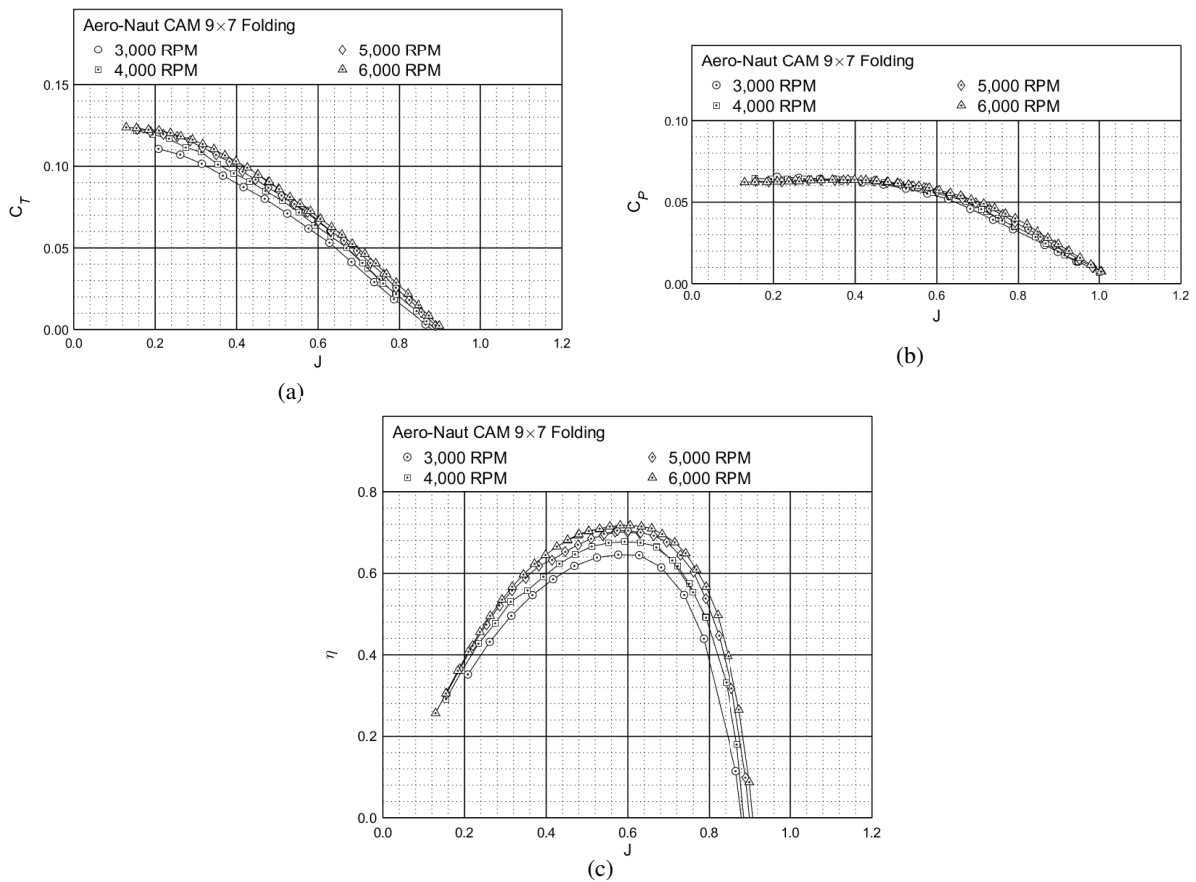 Aero-Naut CAM 9×7 Folding
3,000 RPM 5,000 RPM
4,000 RPM 6,000 RPM
0.15
0.10
0.05
0.00
C_T
0.0 0.2 0.4 0.6 0.8 1.0 1.2
J
(a)
Aero-Naut CAM 9×7 Folding
3,000 RPM 5,000 RPM
4,000 RPM 6,000 RPM
0.10
0.05
0.00
C_P
0.0 0.2 0.4 0.6 0.8 1.0 1.2
J
(b)
Aero-Naut CAM 9×7 Folding
3,000 RPM 5,000 RPM
4,000 RPM 6,000 RPM
0.8
0.6
0.4
0.2
0.0
η
0.0 0.2 0.4 0.6 0.8 1.0 1.2
J
(c)